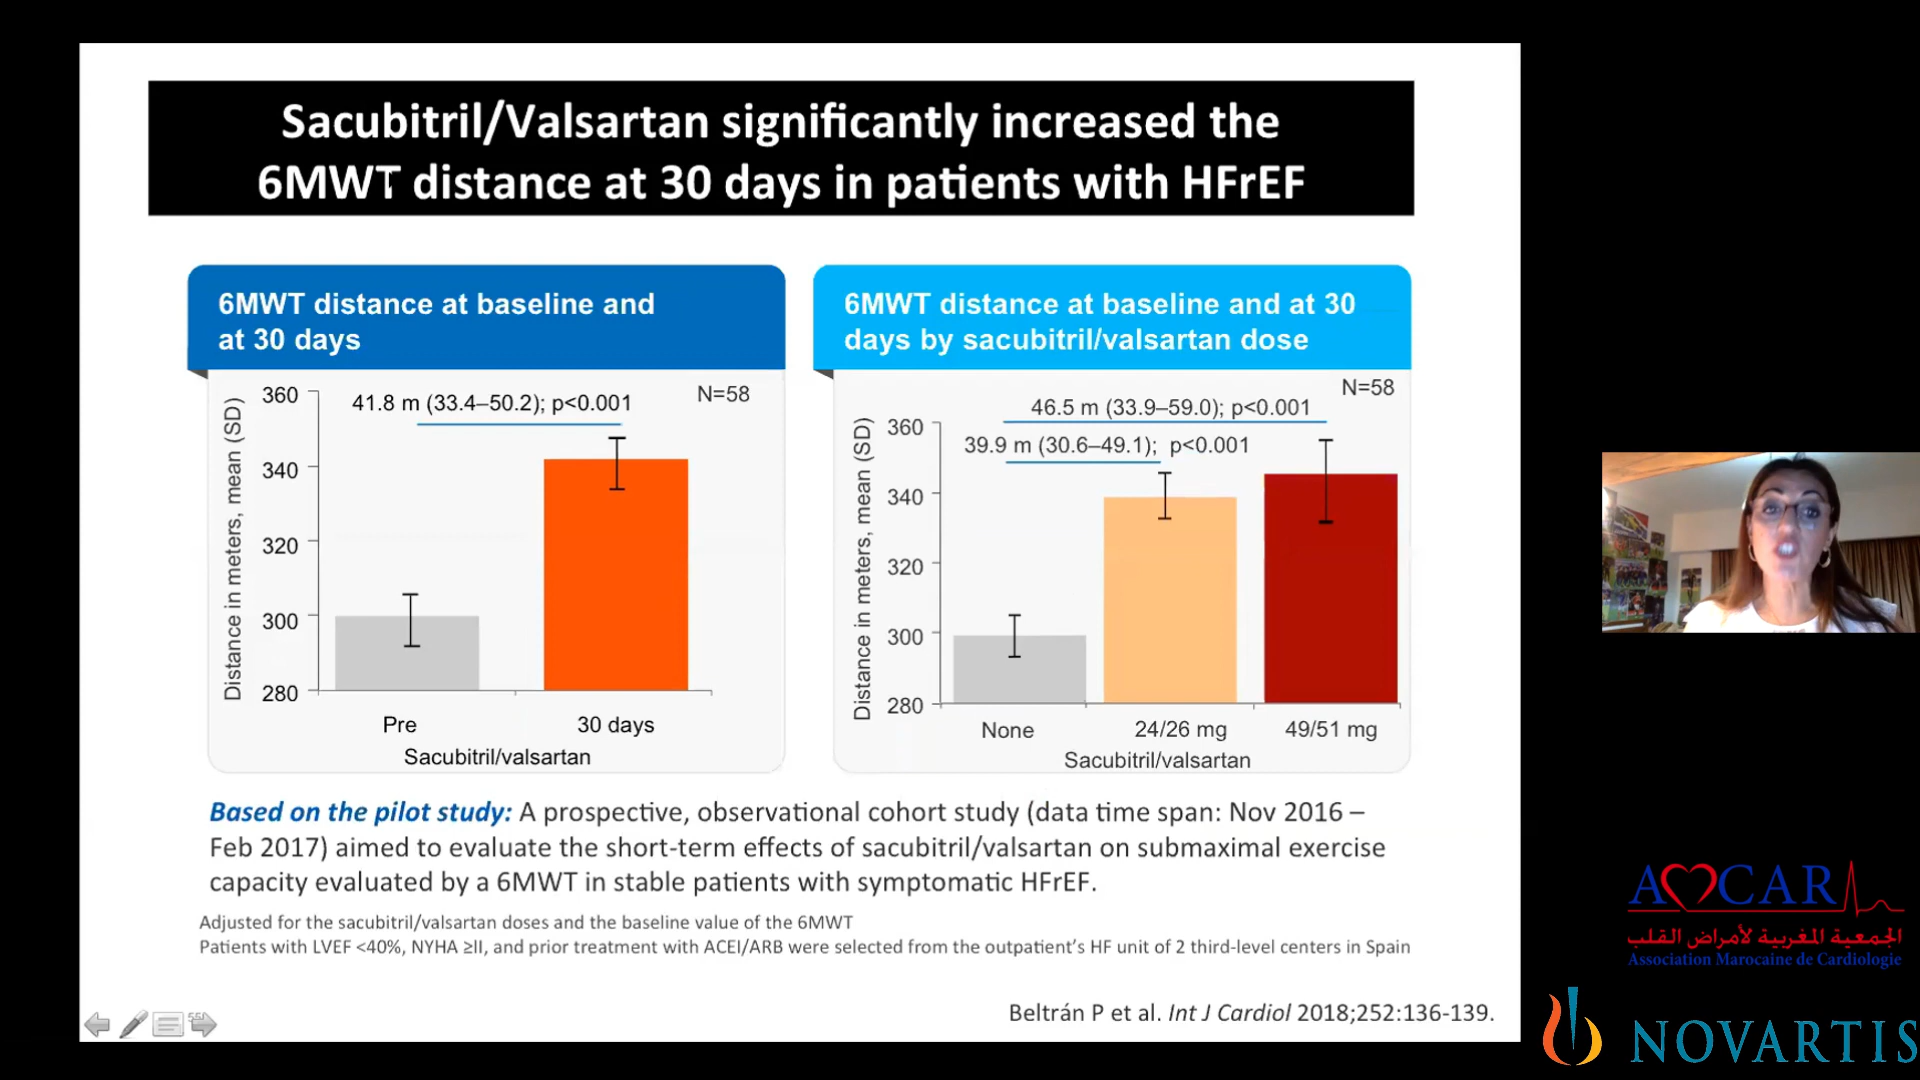 Sacubitril/Valsartan significantly increased the
6MWT distance at 30 days in patients with HFrEF
6MWT distance at baseline and
at 30 days
N=58
41.8 m (33.4–50.2); p<0.001
Distance in meters, mean (SD)
360
340
320
300
280
Pre
30 days
Sacubitril/valsartan
6MWT distance at baseline and at 30
days by sacubitril/valsartan dose
N=58
46.5 m (33.9–59.0); p<0.001
39.9 m (30.6–49.1); p<0.001
Distance in meters, mean (SD)
360
340
320
300
280
None
24/26 mg
49/51 mg
Sacubitril/valsartan
Based on the pilot study: A prospective, observational cohort study (data time span: Nov 2016 –
Feb 2017) aimed to evaluate the short-term effects of sacubitril/valsartan on submaximal exercise
capacity evaluated by a 6MWT in stable patients with symptomatic HFrEF.
Adjusted for the sacubitril/valsartan doses and the baseline value of the 6MWT
Patients with LVEF <40%, NYHA ≥II, and prior treatment with ACEI/ARB were selected from the outpatient's HF unit of 2 third-level centers in Spain
Beltrán P et al. Int J Cardiol 2018;252:136-139.
55
AMCAR
الجمعية المغربية لأمراض القلب
Association Marocaine de Cardiologie
NOVARTIS